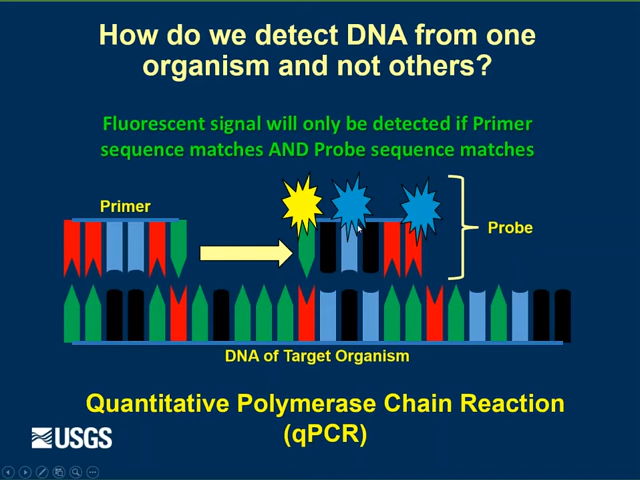 How do we detect DNA from one
organism and not others?
Fluorescent signal will only be detected if Primer
sequence matches AND Probe sequence matches
Primer
Probe
DNA of Target Organism
Quantitative Polymerase Chain Reaction
(qPCR)
USGS